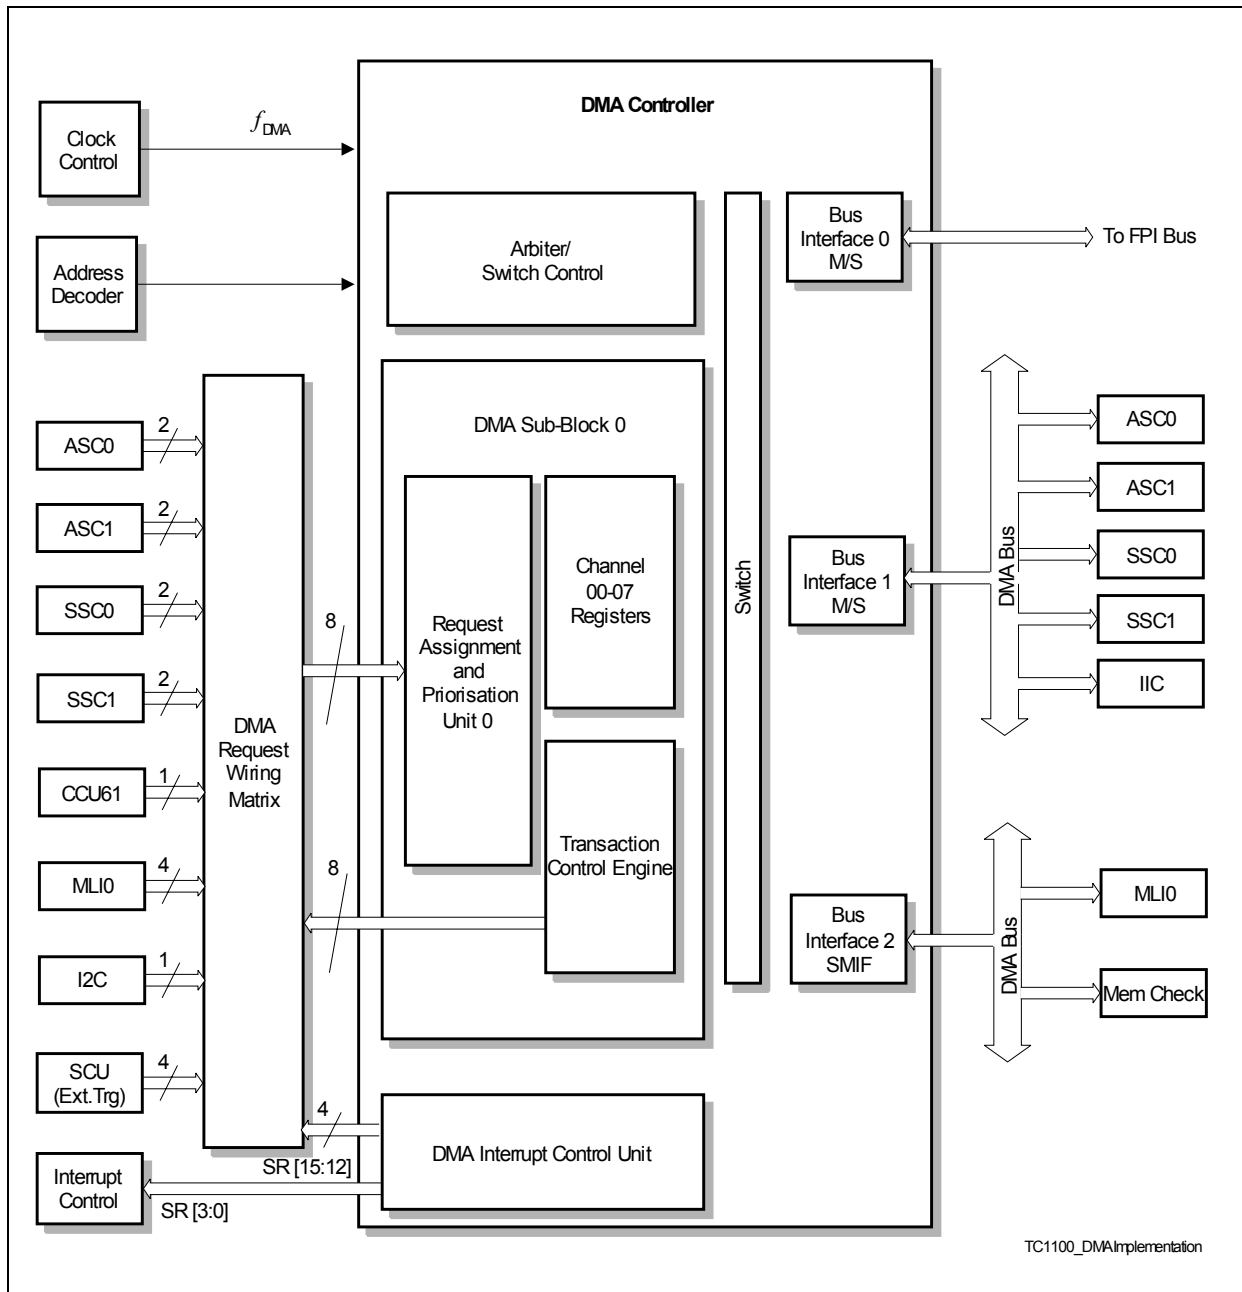 DMA Controller
Clock
Control
f DMA
Address
Decoder
Arbiter/
Switch Control
Bus
Interface 0
M/S
To FPI Bus
DMA Sub-Block 0
ASC0
2
ASC1
2
SSC0
2
SSC1
2
CCU61
1
MLI0
4
I2C
1
SCU
(Ext.Trg)
4
DMA
Request
Wiring
Matrix
8
8
4
Request
Assignment
and
Priorisation
Unit 0
Channel
00-07
Registers
Transaction
Control Engine
Switch
Bus
Interface 1
M/S
DMA Bus
ASC0
ASC1
SSC0
SSC1
IIC
Bus
Interface 2
SMIF
DMA Bus
MLI0
Mem Check
DMA Interrupt Control Unit
SR [15:12]
Interrupt
Control
SR [3:0]
TC1100_DMAImplementation